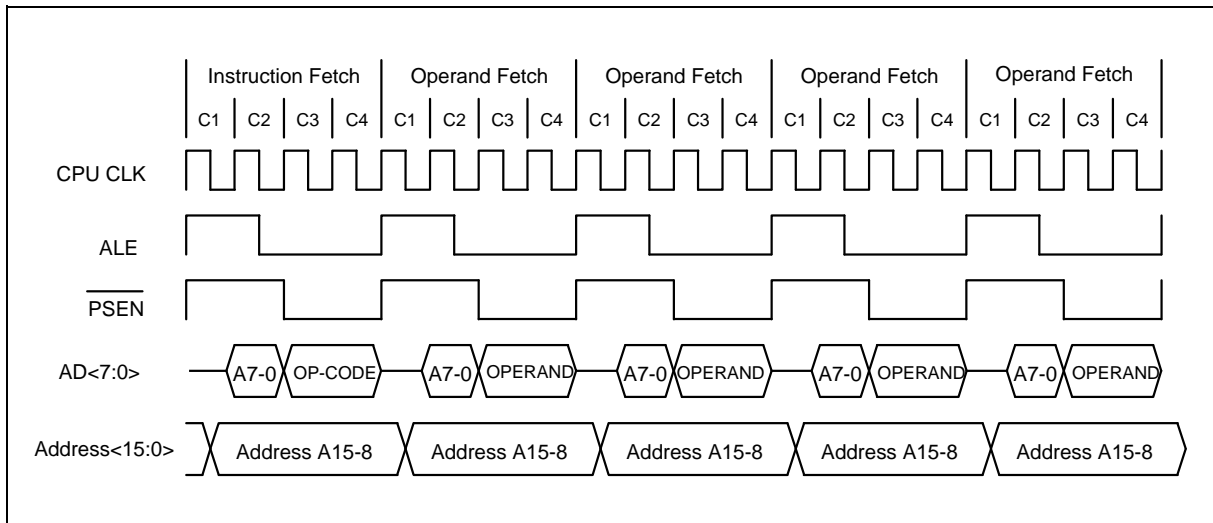 Instruction Fetch Operand Fetch Operand Fetch Operand Fetch Operand Fetch
C1 C2 C3 C4 C1 C2 C3 C4 C1 C2 C3 C4 C1 C2 C3 C4 C1 C2 C3 C4
CPU CLK
ALE
PSEN
AD<7:0> A7-0 OP-CODE A7-0 OPERAND A7-0 OPERAND A7-0 OPERAND A7-0 OPERAND
Address<15:0> Address A15-8 Address A15-8 Address A15-8 Address A15-8 Address A15-8